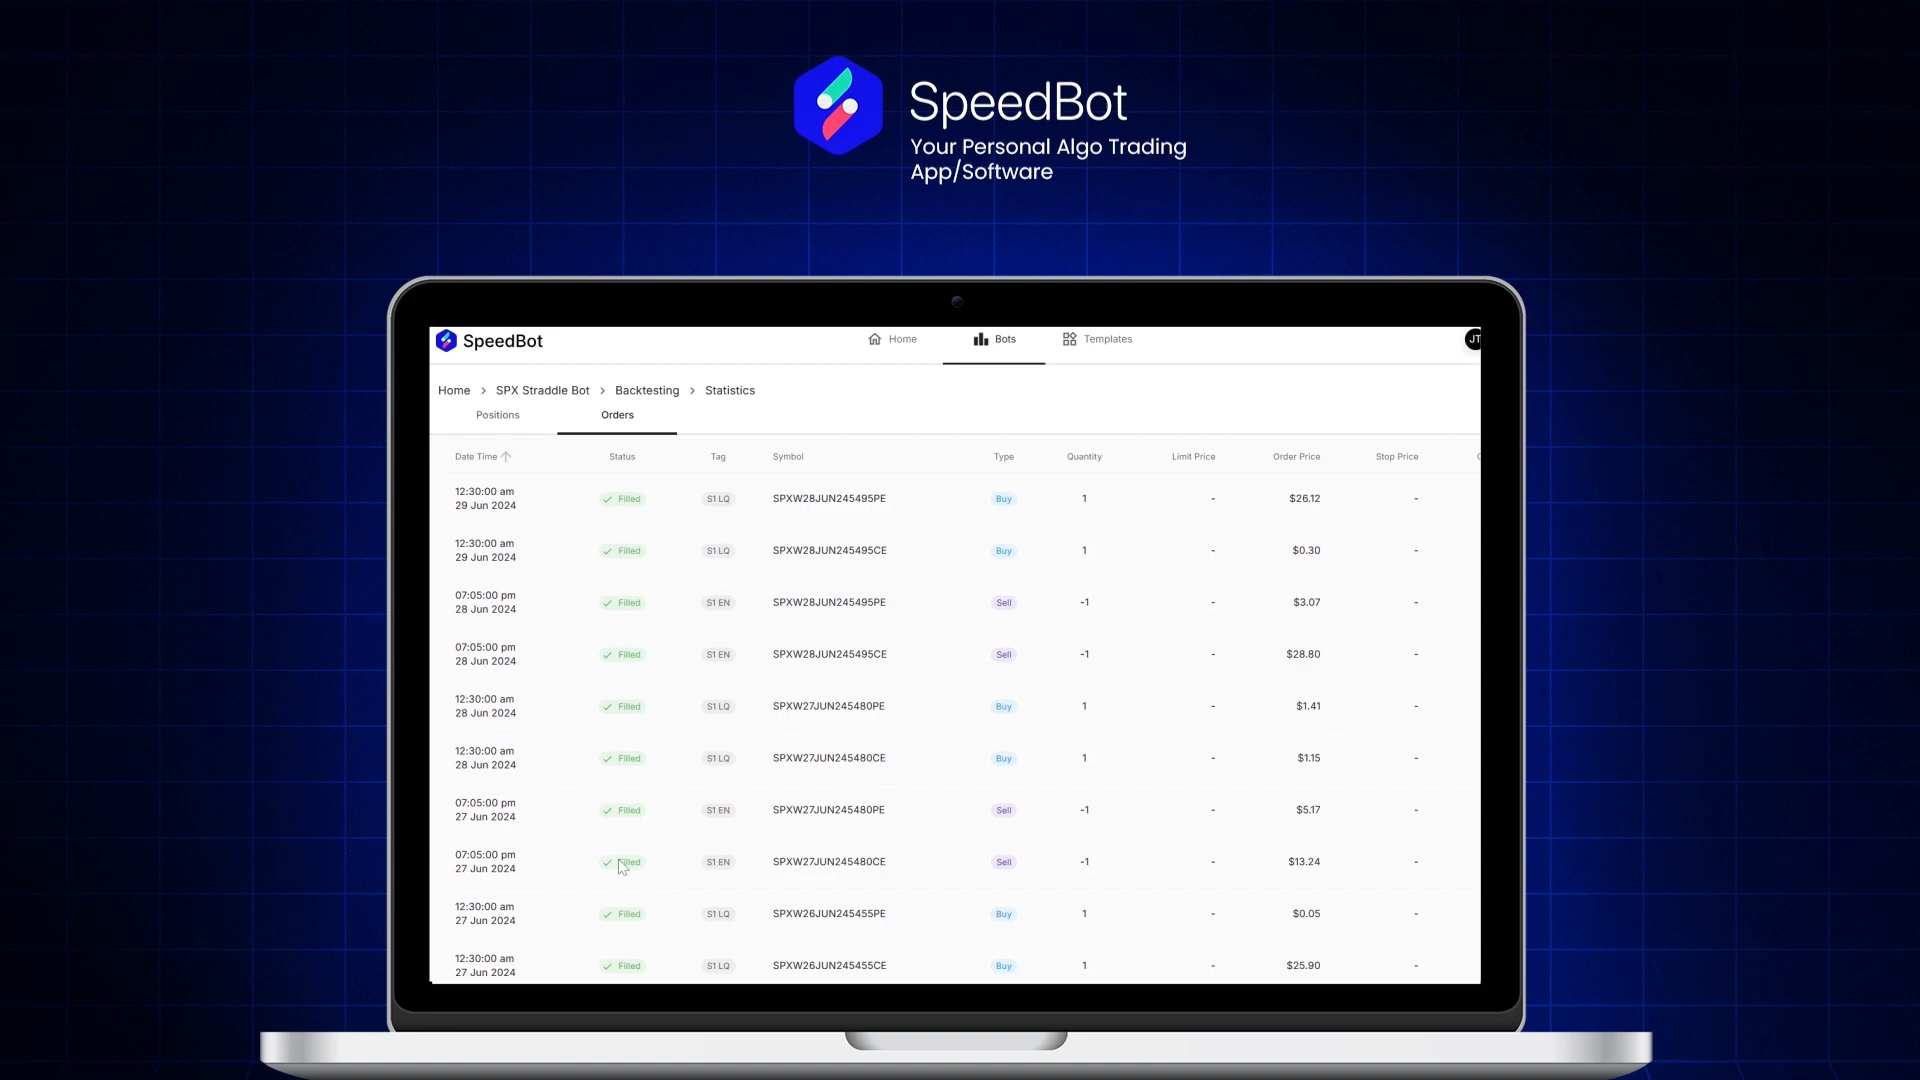 SpeedBot
Your Personal Algo Trading
App/Software
SpeedBot
Home Bots Templates JT
Home > SPX Straddle Bot > Backtesting > Statistics
Positions Orders
Date Time Status Tag Symbol Type Quantity Limit Price Order Price Stop Price
12:30:00 am
29 Jun 2024 Filled S1 LQ SPXW28JUN245495PE Buy 1 - $26.12 -
12:30:00 am
29 Jun 2024 Filled S1 LQ SPXW28JUN245495CE Buy 1 - $0.30 -
07:05:00 pm
28 Jun 2024 Filled S1 EN SPXW28JUN245495PE Sell -1 - $3.07 -
07:05:00 pm
28 Jun 2024 Filled S1 EN SPXW28JUN245495CE Sell -1 - $28.80 -
12:30:00 am
28 Jun 2024 Filled S1 LQ SPXW27JUN245480PE Buy 1 - $1.41 -
12:30:00 am
28 Jun 2024 Filled S1 LQ SPXW27JUN245480CE Buy 1 - $1.15 -
07:05:00 pm
27 Jun 2024 Filled S1 EN SPXW27JUN245480PE Sell -1 - $5.17 -
07:05:00 pm
27 Jun 2024 Filled S1 EN SPXW27JUN245480CE Sell -1 - $13.24 -
12:30:00 am
27 Jun 2024 Filled S1 LQ SPXW26JUN245455PE Buy 1 - $0.05 -
12:30:00 am
27 Jun 2024 Filled S1 LQ SPXW26JUN245455CE Buy 1 - $25.90 -